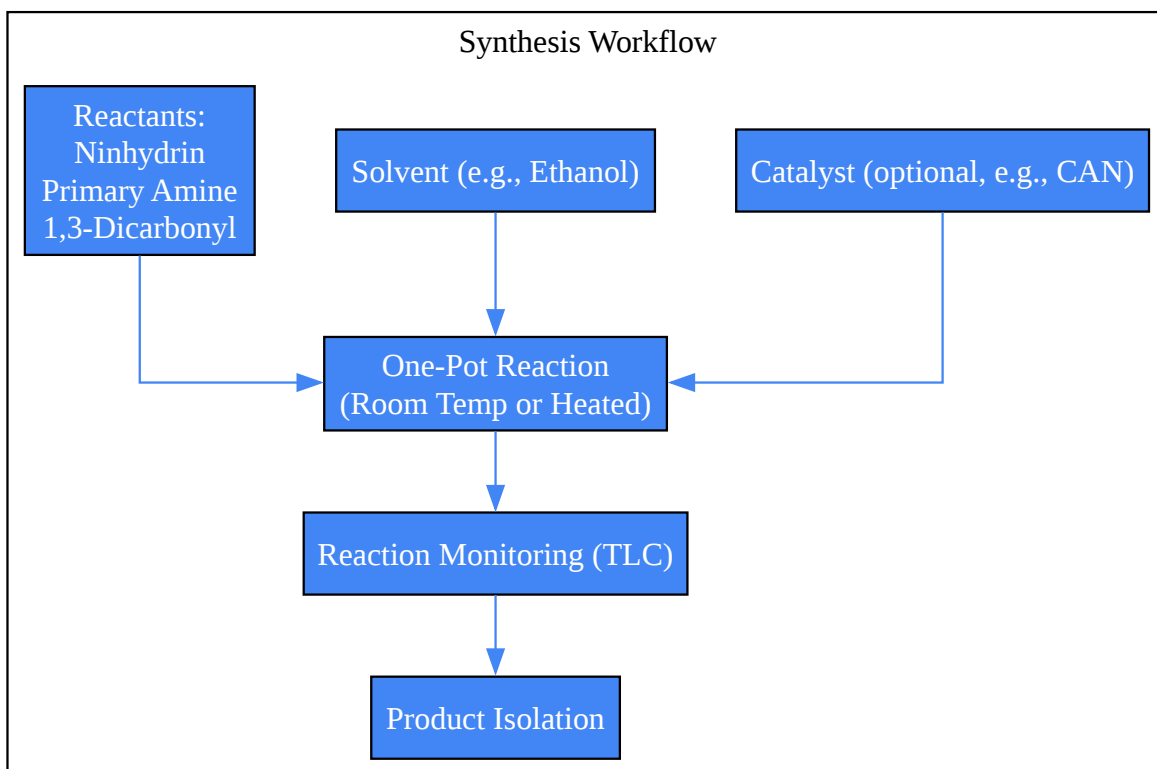 Synthesis Workflow
Reactants:
Ninhydrin
Primary Amine
1,3-Dicarbonyl
Solvent (e.g., Ethanol)
Catalyst (optional, e.g., CAN)
One-Pot Reaction
(Room Temp or Heated)
Reaction Monitoring (TLC)
Product Isolation